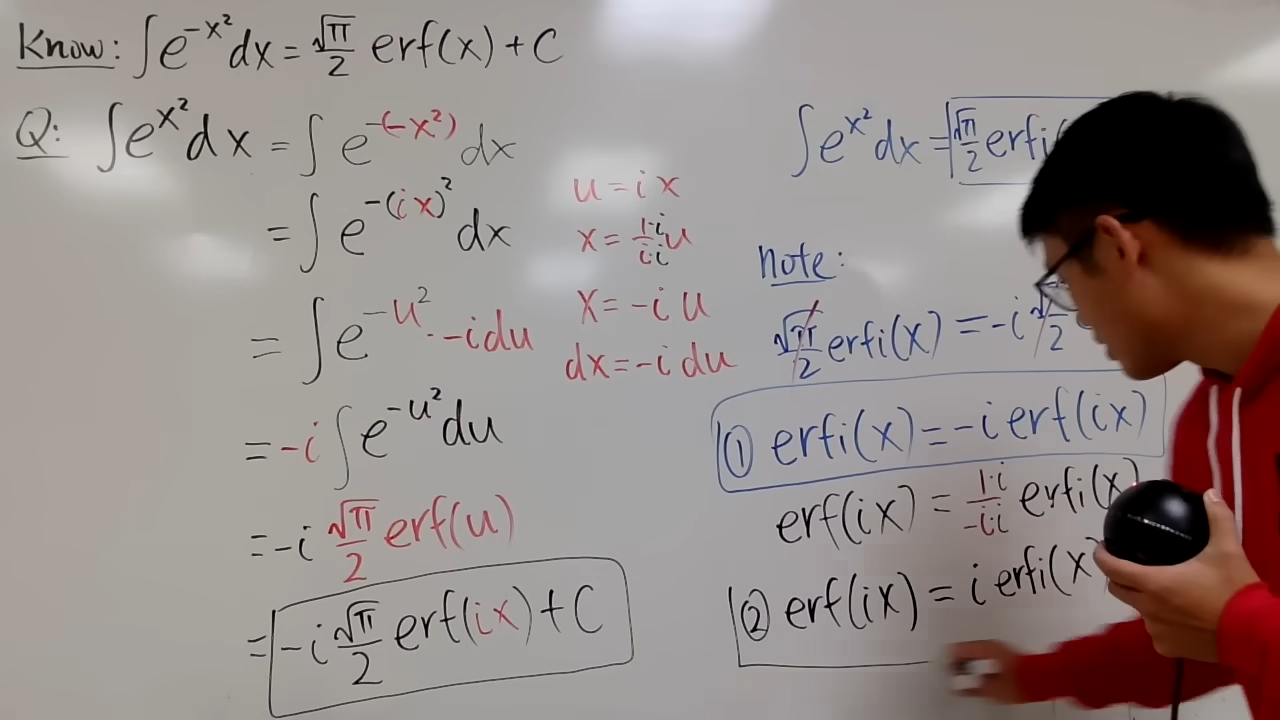 Know: ∫e^{-x²}dx = √π/2 erf(x) + C
Q: ∫e^{x²}dx = ∫e^{-(-x²)}dx
= ∫e^{-(ix)²}dx
= ∫e^{-u²}·-idu
= -i∫e^{-u²}du
= -i √π/2 erf(u)
= -i √π/2 erf(ix) + C
u = ix
x = 1·i/i·i u
x = -i u
dx = -i du
∫e^{x²}dx = √π/2 erfi(
note:
√π/2 erfi(x) = -i √π/2
① erfi(x) = -i erf(ix)
erf(ix) = 1·i/-i·i erfi(x)
② erf(ix) = i erfi(x